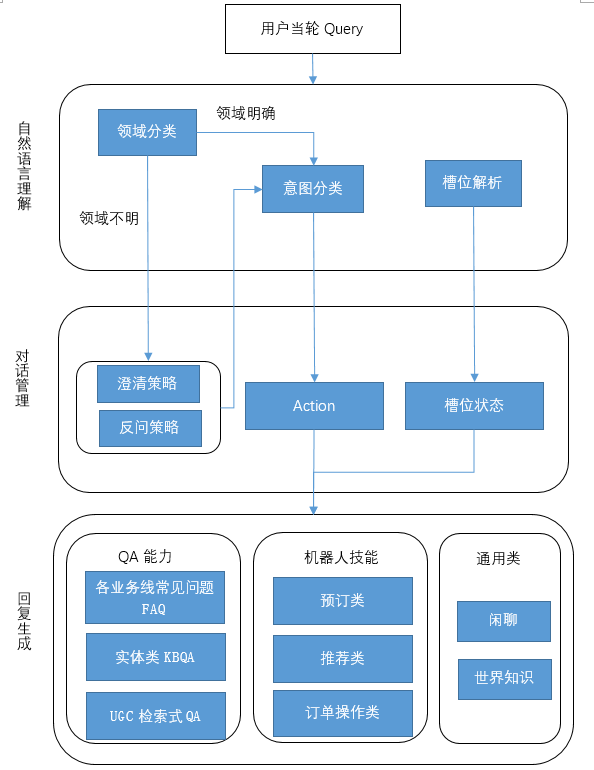 用户当轮 Query
自然语言理解
领域分类
领域明确
意图分类
槽位解析
领域不明
对话管理
澄清策略
反问策略
Action
槽位状态
回复生成
QA 能力
各业务线常见问题
FAQ
实体类 KBQA
UGC 检索式 QA
机器人技能
预订类
推荐类
订单操作类
通用类
闲聊
世界知识